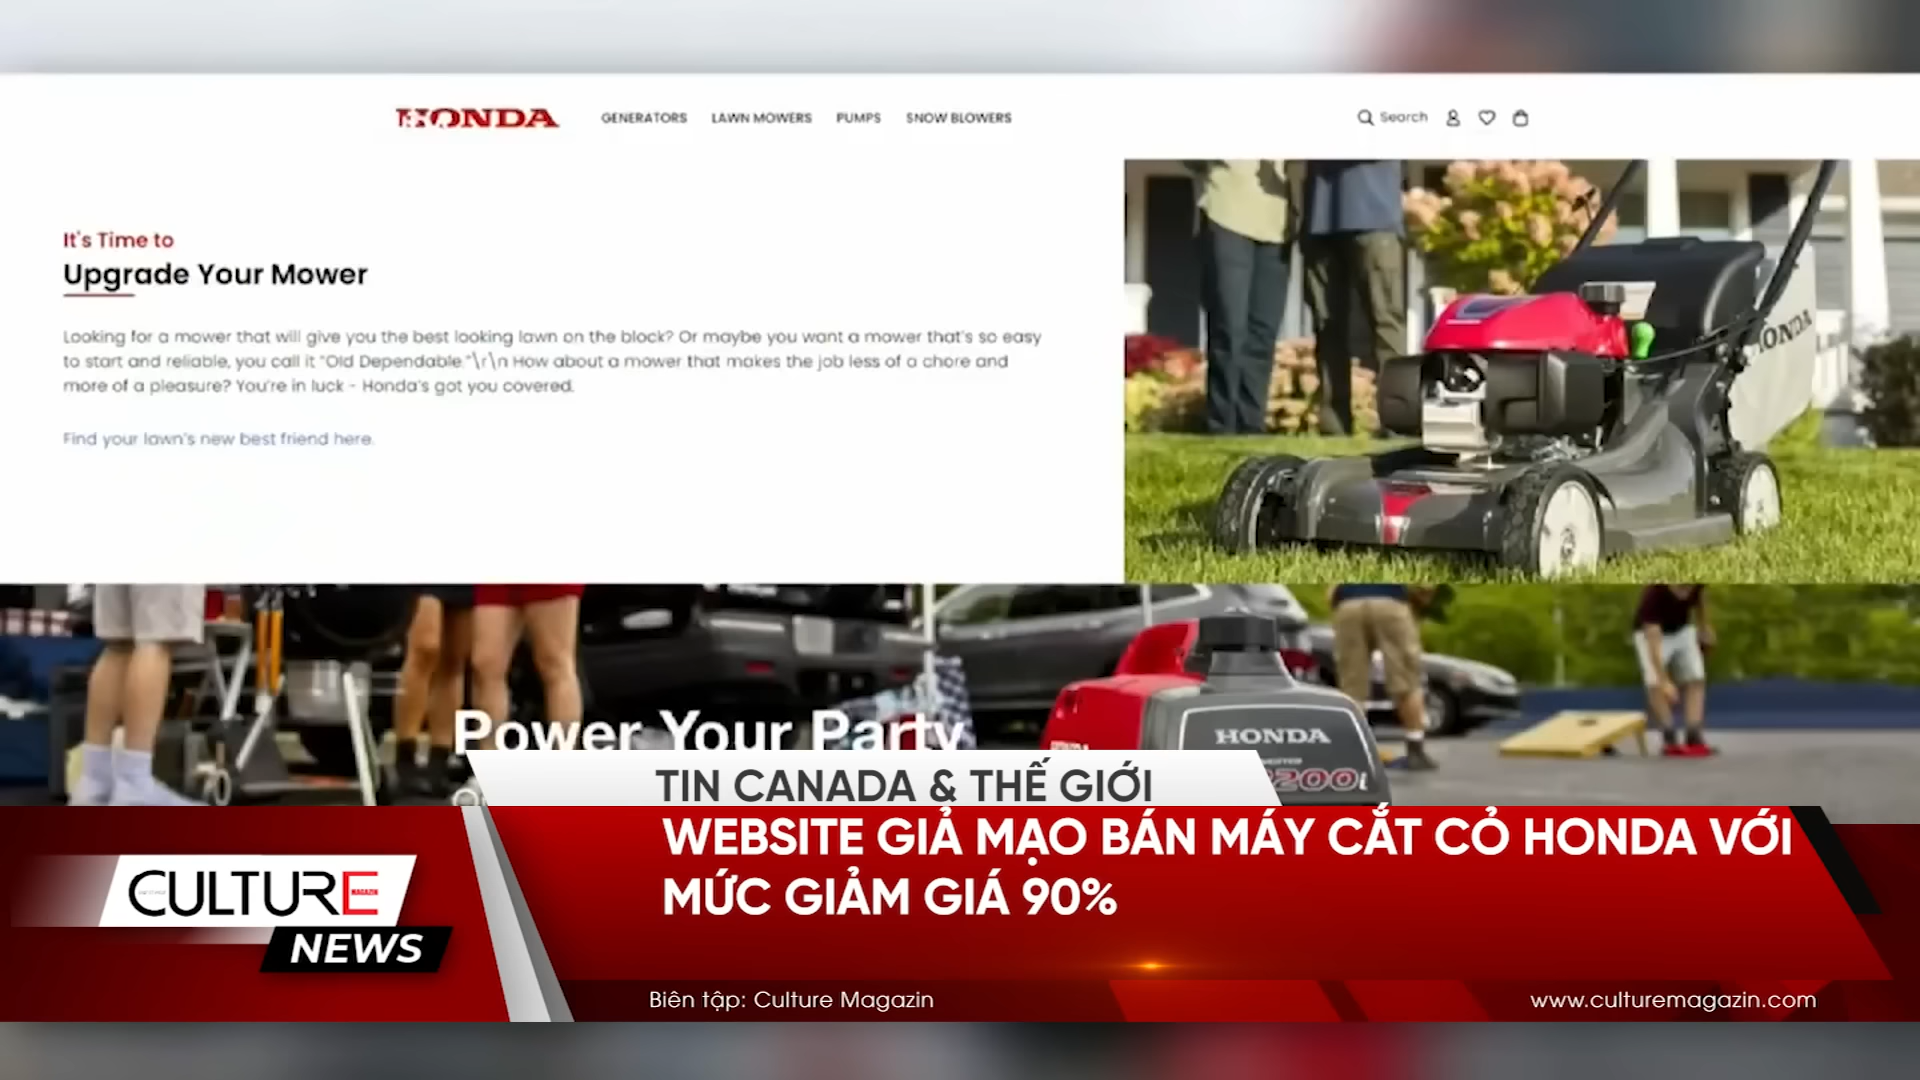 HONDA
GENERATORS LAWN MOWERS PUMPS SNOW BLOWERS
Search
It's Time to
Upgrade Your Mower
Looking for a mower that will give you the best looking lawn on the block? Or maybe you want a mower that's so easy
to start and reliable, you call it "Old Dependable."\r\n How about a mower that makes the job less of a chore and
more of a pleasure? You're in luck - Honda's got you covered.
Find your lawn's new best friend here.
HONDA
Power Your Party
HONDA
TIN CANADA & THẾ GIỚI
WEBSITE GIẢ MẠO BÁN MÁY CẮT CỎ HONDA VỚI
MỨC GIẢM GIÁ 90%
CULTURE MAGAZIN
NEWS
Biên tập: Culture Magazin
www.culturemagazin.com